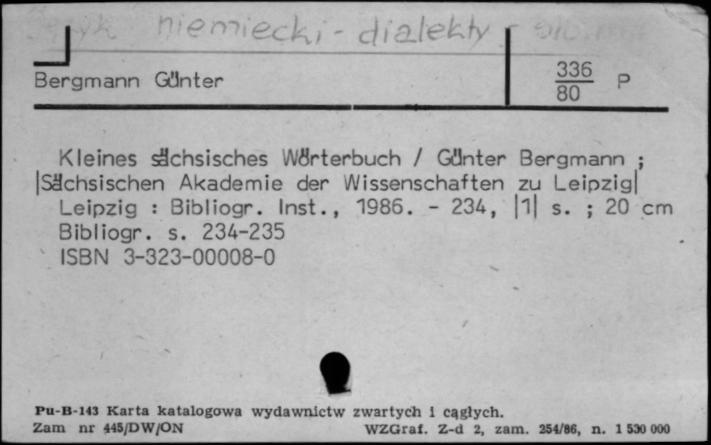 język niemiecki - dialekty -
Bergmann Günter
336
80 P
Kleines sächsisches Wörterbuch / Günter Bergmann ;
|Sächsischen Akademie der Wissenschaften zu Leipzig|
Leipzig : Bibliogr. Inst., 1986. - 234, |1| s. ; 20 cm
Bibliogr. s. 234-235
ISBN 3-323-00008-0
Pu-B-143 Karta katalogowa wydawnictw zwartych i cągłych.
Zam nr 445/DW/ON WZGraf. Z-d 2, zam. 254/86, n. 1 530 000